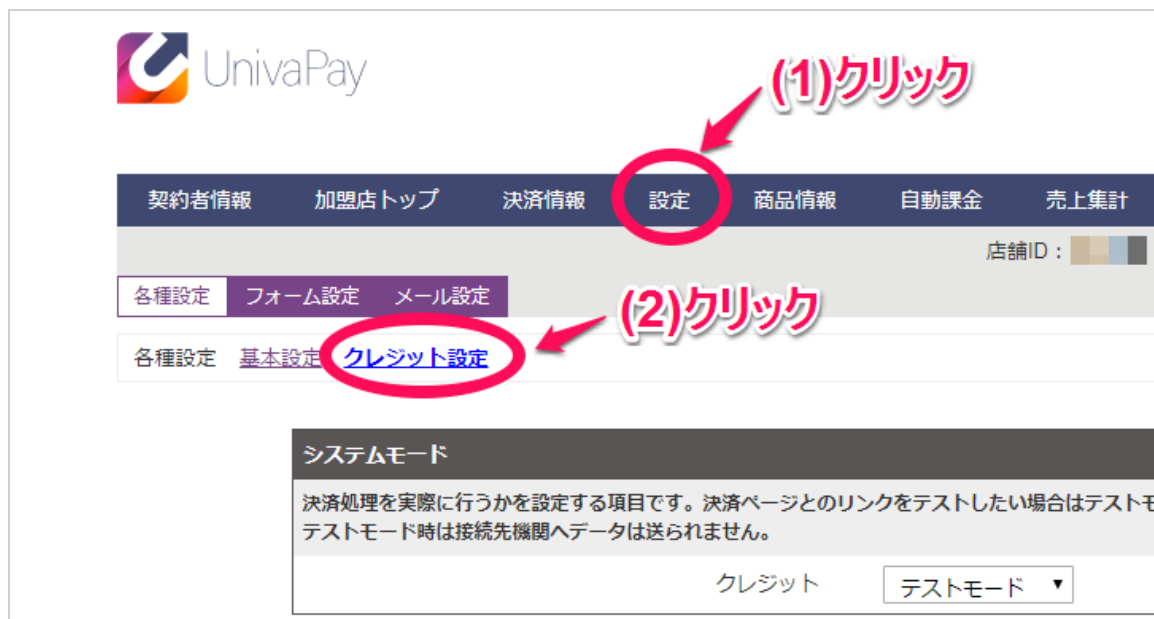 UnivaPay
(1)クリック
契約者情報 加盟店トップ 決済情報 設定 商品情報 自動課金 売上集計
店舗ID：
各種設定 フォーム設定 メール設定
(2)クリック
各種設定 基本設定 クレジット設定
システムモード
決済処理を実際に行うかを設定する項目です。決済ページとのリンクをテストしたい場合はテストモ
テストモード時は接続先機関へデータは送られません。
クレジット テストモード